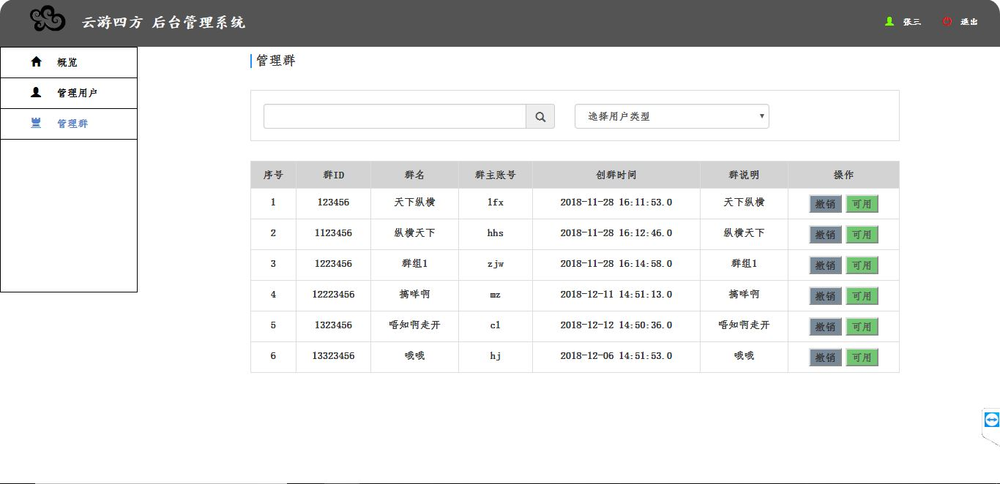 云游四方 后台管理系统
张三 退出
概览
管理用户
管理群
管理群
选择用户类型
序号 群ID 群名 群主账号 创群时间 群说明 操作
1 123456 天下纵横 lfx 2018-11-28 16:11:53.0 天下纵横 撤销 可用
2 1123456 纵横天下 hhs 2018-11-28 16:12:46.0 纵横天下 撤销 可用
3 1223456 群组1 zjw 2018-11-28 16:14:58.0 群组1 撤销 可用
4 12223456 搞咩啊 mz 2018-12-11 14:51:13.0 搞咩啊 撤销 可用
5 1323456 唔知啊走开 cl 2018-12-12 14:50:36.0 唔知啊走开 撤销 可用
6 13323456 哦哦 hj 2018-12-06 14:51:53.0 哦哦 撤销 可用